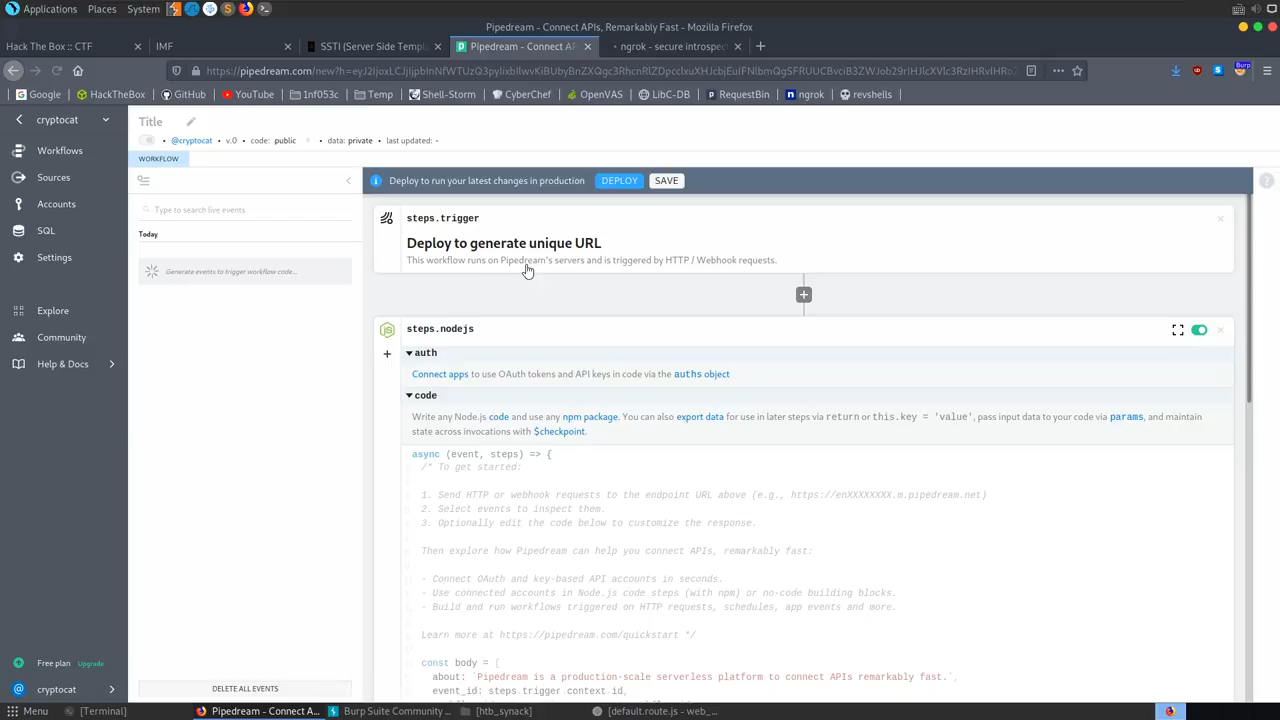 Applications Places System
Pipedream - Connect APIs, Remarkably Fast - Mozilla Firefox
Hack The Box :: CTF
IMF
SSTI (Server Side Templ
Pipedream - Connect AP
ngrok - secure introspect
https://pipedream.com/new?h=
Burp
Google HackTheBox GitHub YouTube 1nf053c Temp Shell-Storm CyberChef OpenVAS LibC-DB RequestBin ngrok revshells
cryptocat
Title
• @cryptocat • v.0 • code: public • data: private • last updated: -
WORKFLOW
Workflows
Sources
Accounts
SQL
Settings
Explore
Community
Help & Docs
Free plan Upgrade
cryptocat
Type to search live events
Today
Generate events to trigger workflow code...
DELETE ALL EVENTS
Deploy to run your latest changes in production DEPLOY SAVE
steps.trigger
Deploy to generate unique URL
This workflow runs on Pipedream's servers and is triggered by HTTP / Webhook requests.
steps.nodejs
auth
Connect apps to use OAuth tokens and API keys in code via the auths object
code
Write any Node.js code and use any npm package. You can also export data for use in later steps via return or this.key = 'value', pass input data to your code via params, and maintain
state across invocations with $checkpoint.
async (event, steps) => {
/* To get started:
1. Send HTTP or webhook requests to the endpoint URL above (e.g., https://enXXXXXXXX.m.pipedream.net)
2. Select events to inspect them.
3. Optionally edit the code below to customize the response.
Then explore how Pipedream can help you connect APIs, remarkably fast:
- Connect OAuth and key-based API accounts in seconds.
- Use connected accounts in Node.js code steps (with npm) or no-code building blocks.
- Build and run workflows triggered on HTTP requests, schedules, app events and more.
Learn more at https://pipedream.com/quickstart */
const body = {
about: `Pipedream is a production-scale serverless platform to connect APIs remarkably fast.`,
event_id: steps.trigger.context.id,
Menu [Terminal] Pipedream - Connect A... Burp Suite Community ... [htb_synack] [default.route.js - web_...